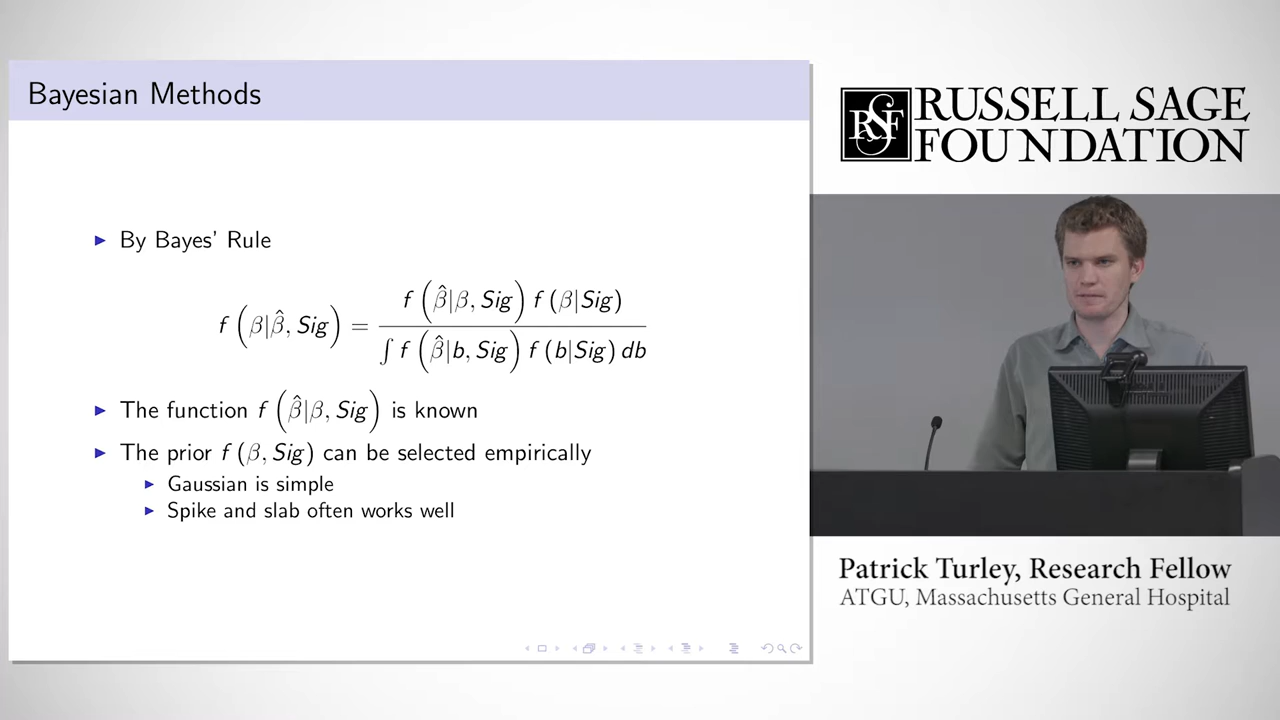 Bayesian Methods
By Bayes' Rule
f (β|β̂, Sig) = f (β̂|β, Sig) f (β|Sig) / ∫ f (β̂|b, Sig) f (b|Sig) db
The function f (β̂|β, Sig) is known
The prior f (β, Sig) can be selected empirically
Gaussian is simple
Spike and slab often works well
RSF
RUSSELL SAGE
FOUNDATION
Patrick Turley, Research Fellow
ATGU, Massachusetts General Hospital